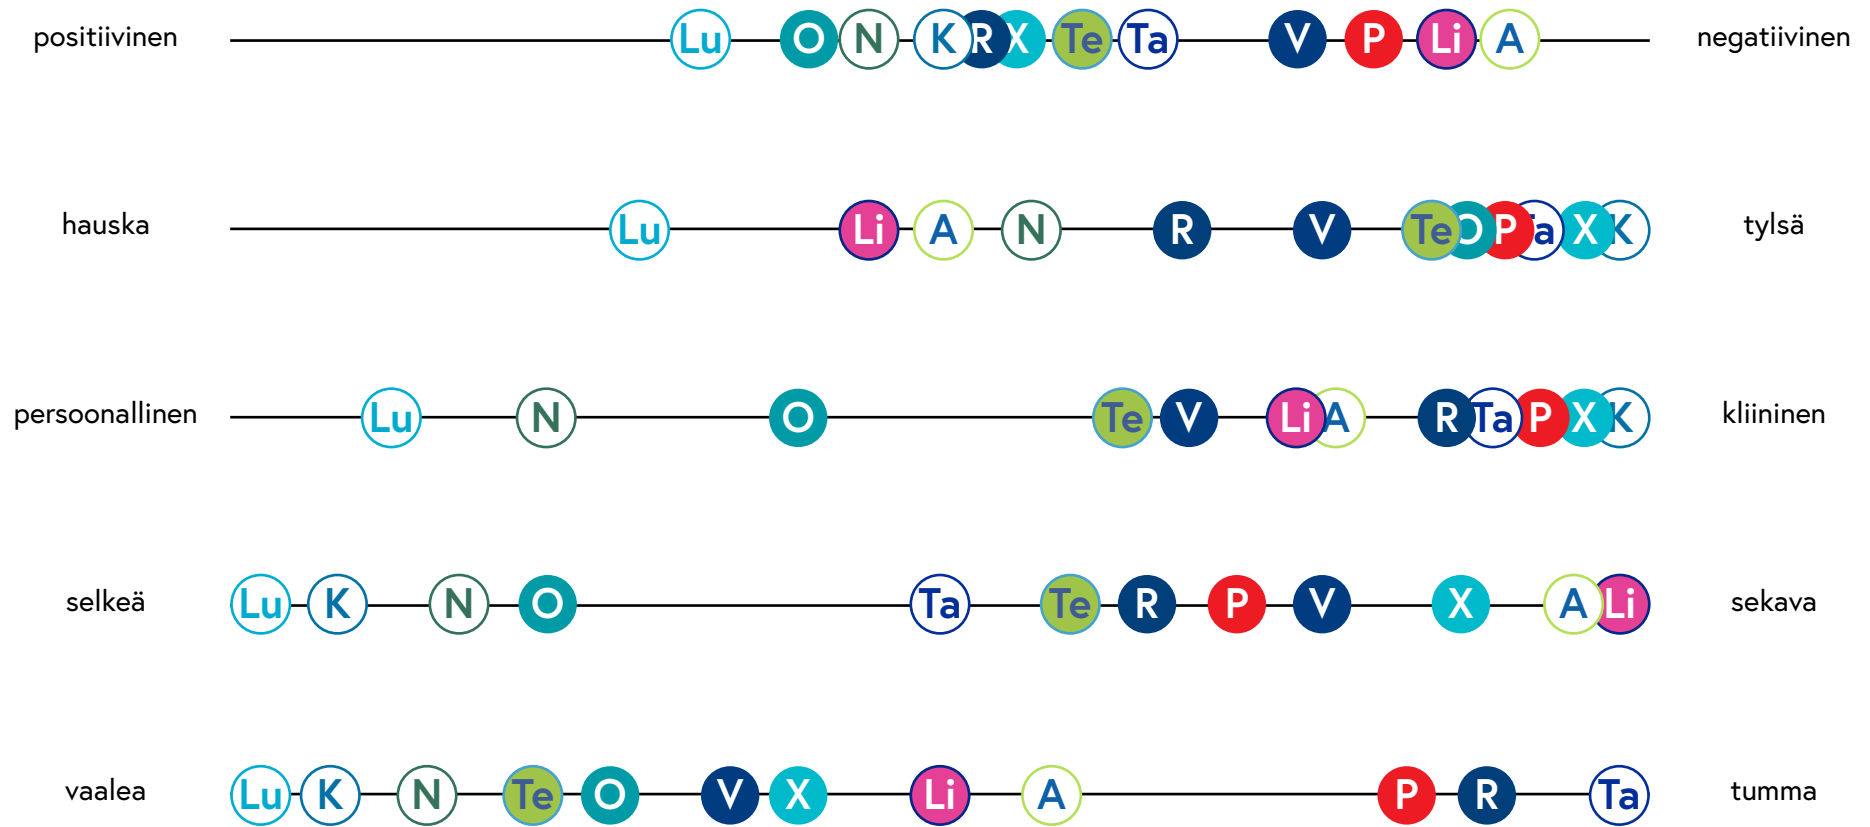 positiivinen Lu O N K R X Te Ta V P Li A negatiivinen
hauska Lu Li A N R V Te O P Ta X K tylsä
persoonallinen Lu N O Te V Li A R Ta P X K kliininen
selkeä Lu K N O Ta Te R P V X A Li sekava
vaalea Lu K N Te O V X Li A P R Ta tumma